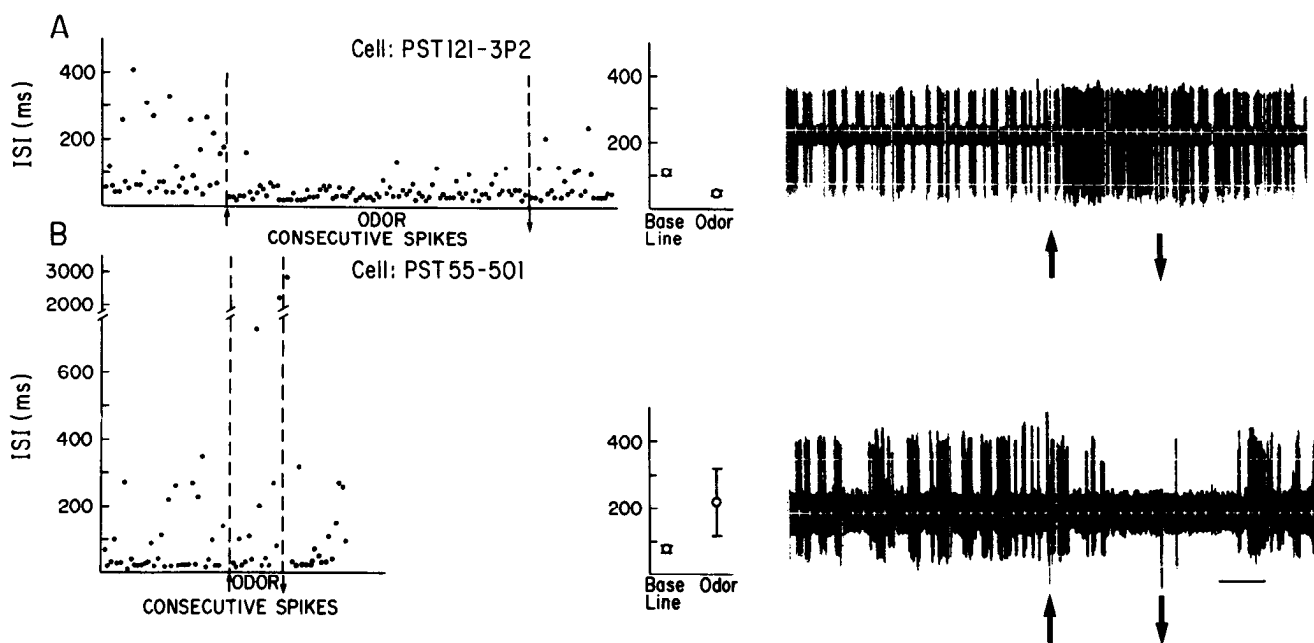 A
Cell: PST121-3P2
ISI (ms)
400
200
ODOR
CONSECUTIVE SPIKES
400
200
Base Line
Odor
B
Cell: PST55-501
ISI (ms)
3000
2000
600
400
200
ODOR
CONSECUTIVE SPIKES
400
200
Base Line
Odor